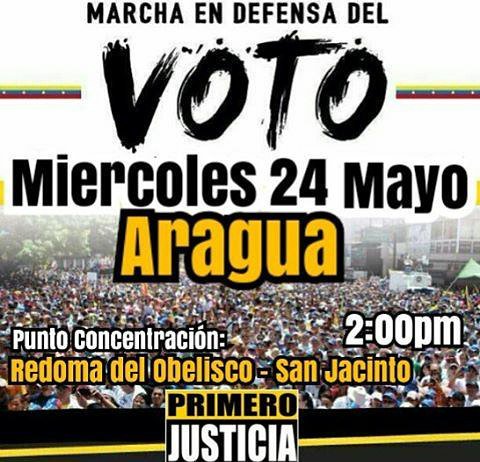 MARCHA EN DEFENSA DEL
VOTO
Miercoles 24 Mayo
Aragua
2:00pm
Punto Concentración:
Redoma del Obelisco - San Jacinto
PRIMERO
JUSTICIA